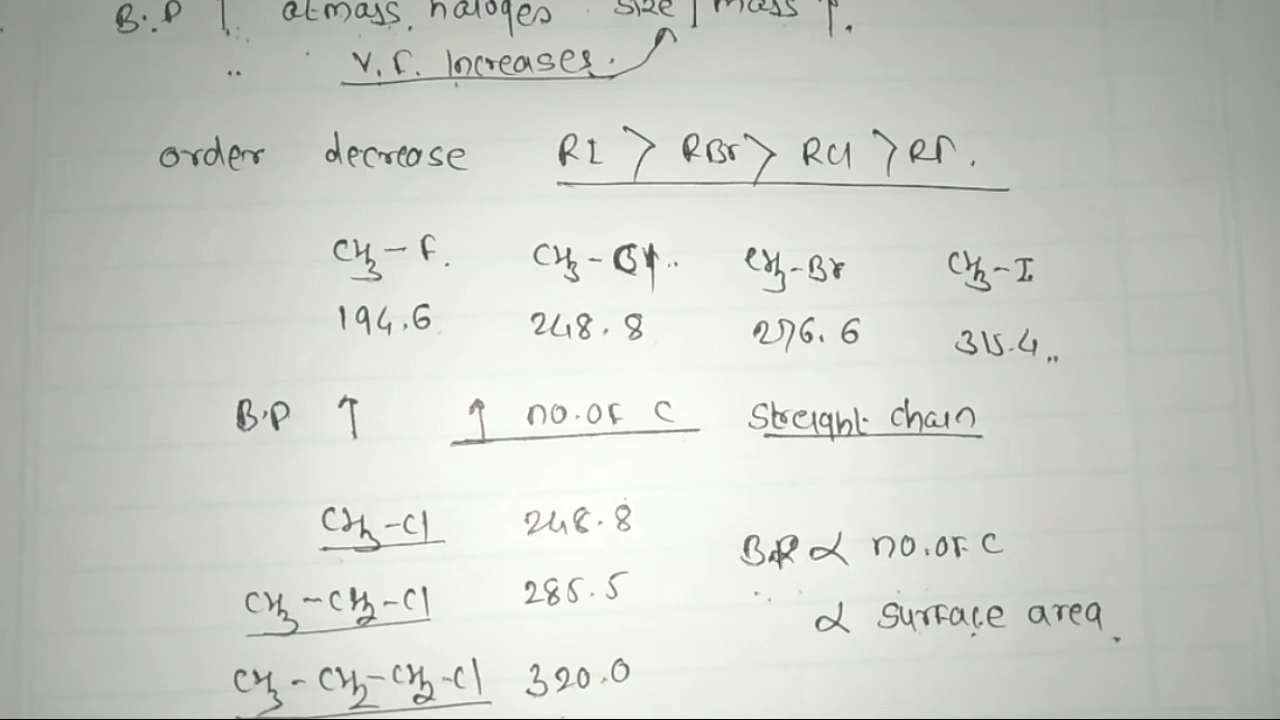 B.P ↑ atmass. haloges size ↑ mass ↑.
V.F. Increases.
order decrease RI > RBr > RCl > RF.
CH3 - F. CH3 - Cl.. CH3-Br CH3-I
194.6 248.8 276.6 315.4..
B.P ↑ ↑ no.of C Streight chain
CH3-Cl 248.8
B.P α no.of C
CH3-CH2-Cl 285.5
α surface area.
CH3-CH2-CH2-Cl 320.0